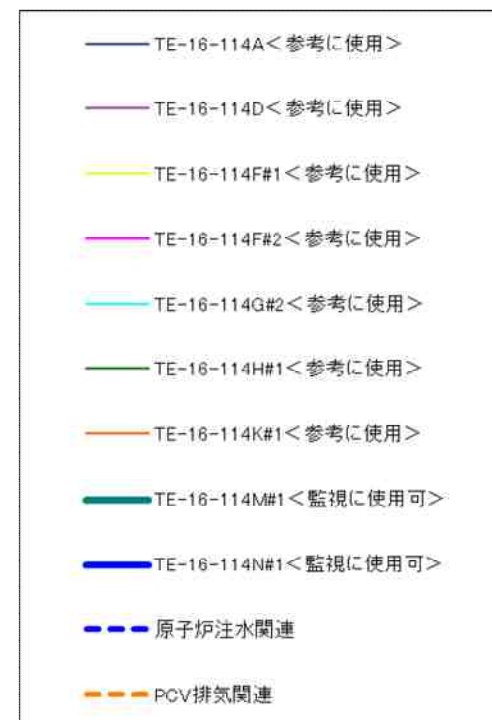 TE-16-114A<参考に使用>
TE-16-114D<参考に使用>
TE-16-114F#1<参考に使用>
TE-16-114F#2<参考に使用>
TE-16-114G#2<参考に使用>
TE-16-114H#1<参考に使用>
TE-16-114K#1<参考に使用>
TE-16-114M#1<監視に使用可>
TE-16-114N#1<監視に使用可>
原子炉注水関連
PCV排気関連